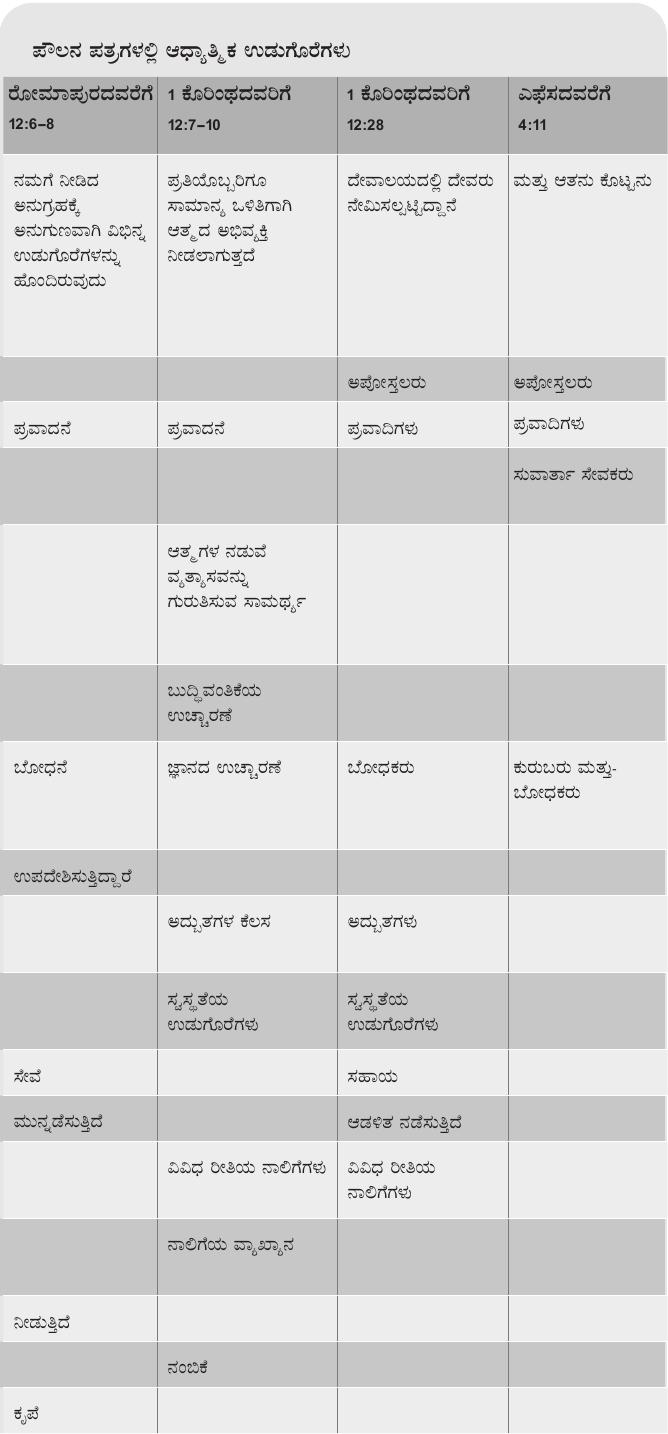 ಪೌಲನ ಪತ್ರಗಳಲ್ಲಿ ಆಧ್ಯಾತ್ಮಿಕ ಉಡುಗೊರೆಗಳು
ರೋಮಾಪುರದವರೆಗೆ 1 ಕೊರಿಂಥದವರಿಗೆ 1 ಕೊರಿಂಥದವರಿಗೆ ಎಫೆಸದವರೆಗೆ
12:6–8 12:7–10 12:28 4:11
ನಮಗೆ ನೀಡಿದ ಪ್ರತಿಯೊಬ್ಬರಿಗೂ ದೇವಾಲಯದಲ್ಲಿ ದೇವರು ಮತ್ತು ಆತನು ಕೊಟ್ಟನು
ಅನುಗ್ರಹಕ್ಕೆ ಸಾಮಾನ್ಯ ಒಳಿತಿಗಾಗಿ ನೇಮಿಸಲ್ಪಟ್ಟಿದ್ದಾನೆ
ಅನುಗುಣವಾಗಿ ವಿಭಿನ್ನ ಆತ್ಮದ ಅಭಿವ್ಯಕ್ತಿ
ಉಡುಗೊರೆಗಳನ್ನು ನೀಡಲಾಗುತ್ತದೆ
ಹೊಂದಿರುವುದು
ಅಪೋಸ್ತಲರು ಅಪೋಸ್ತಲರು
ಪ್ರವಾದನೆ ಪ್ರವಾದನೆ ಪ್ರವಾದಿಗಳು ಪ್ರವಾದಿಗಳು
ಸುವಾರ್ತಾ ಸೇವಕರು
ಆತ್ಮಗಳ ನಡುವೆ
ವ್ಯತ್ಯಾಸವನ್ನು
ಗುರುತಿಸುವ ಸಾಮರ್ಥ್ಯ
ಬುದ್ಧಿವಂತಿಕೆಯ
ಉಚ್ಚಾರಣೆ
ಬೋಧನೆ ಜ್ಞಾನದ ಉಚ್ಚಾರಣೆ ಬೋಧಕರು ಕುರುಬರು ಮತ್ತು-
ಬೋಧಕರು
ಉಪದೇಶಿಸುತ್ತಿದ್ದಾರೆ
ಅದ್ಬುತಗಳ ಕೆಲಸ ಅದ್ಬುತಗಳು
ಸ್ವಸ್ಥತೆಯ ಸ್ವಸ್ಥತೆಯ
ಉಡುಗೊರೆಗಳು ಉಡುಗೊರೆಗಳು
ಸೇವೆ ಸಹಾಯ
ಮುನ್ನಡೆಸುತ್ತಿದೆ ಆಡಳಿತ ನಡೆಸುತ್ತಿದೆ
ವಿವಿಧ ರೀತಿಯ ನಾಲಿಗೆಗಳು ವಿವಿಧ ರೀತಿಯ
ನಾಲಿಗೆಗಳು
ನಾಲಿಗೆಯ ವ್ಯಾಖ್ಯಾನ
ನೀಡುತ್ತಿದೆ
ನಂಬಿಕೆ
ಕೃಪೆ